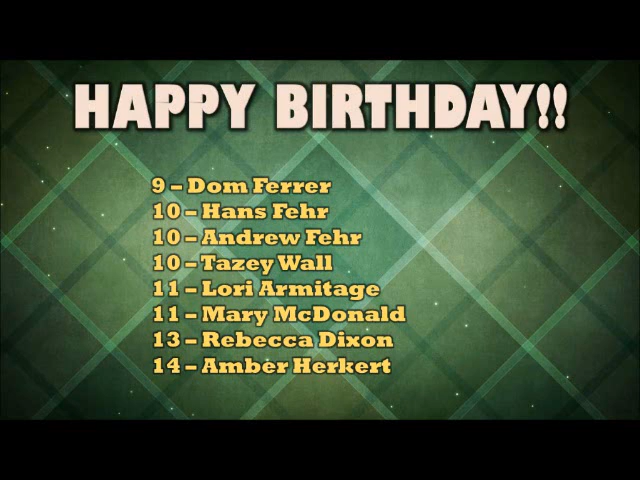 HAPPY BIRTHDAY!!
9 – Dom Ferrer
10 – Hans Fehr
10 – Andrew Fehr
10 – Tazey Wall
11 – Lori Armitage
11 – Mary McDonald
13 – Rebecca Dixon
14 – Amber Herkert